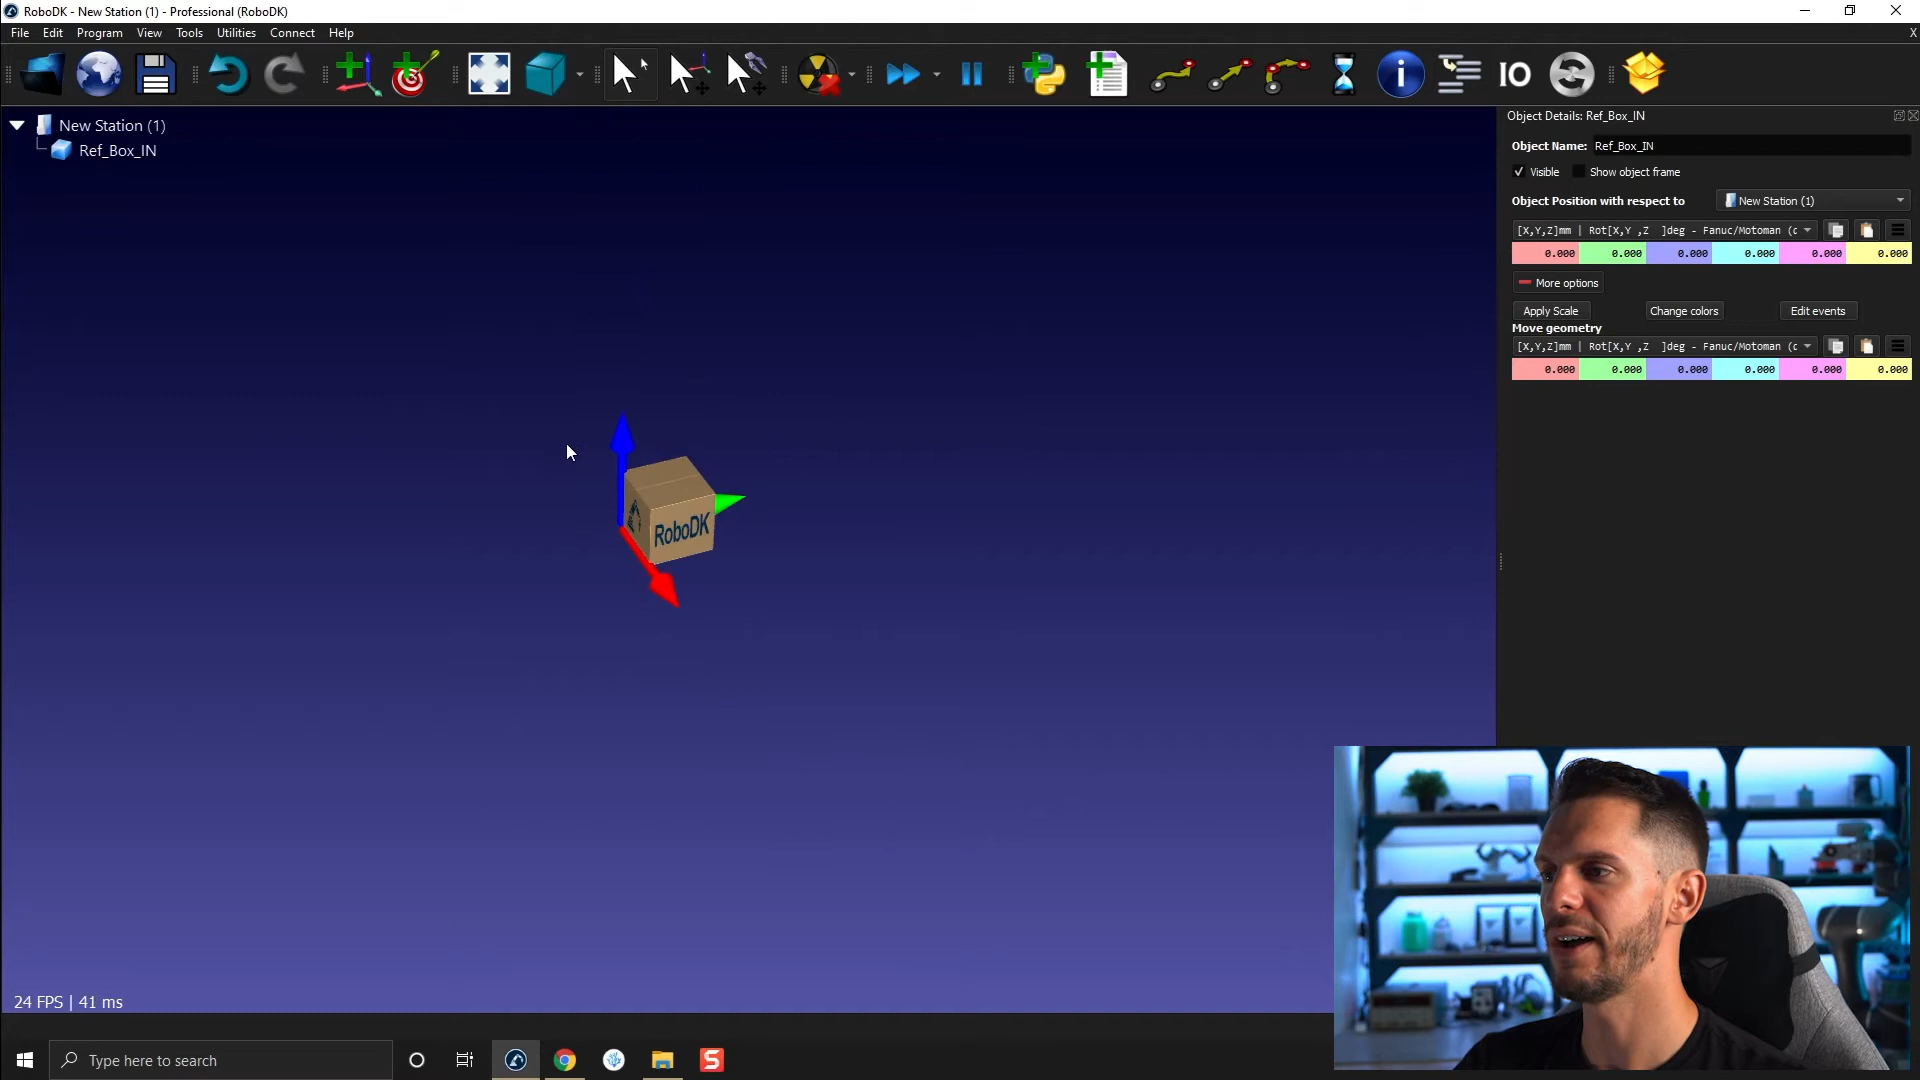 RoboDK - New Station (1) - Professional (RoboDK)
File Edit Program View Tools Utilities Connect Help
X
IO
New Station (1)
Ref_Box_IN
RoboDK
24 FPS | 41 ms
Object Details: Ref_Box_IN
Object Name: Ref_Box_IN
Visible Show object frame
Object Position with respect to New Station (1)
[X,Y,Z]mm | Rot[X,Y ,Z ]deg - Fanuc/Motoman (c
0.000 0.000 0.000 0.000 0.000 0.000
More options
Apply Scale Change colors Edit events
Move geometry
[X,Y,Z]mm | Rot[X,Y ,Z ]deg - Fanuc/Motoman (c
0.000 0.000 0.000 0.000 0.000 0.000
Type here to search
S